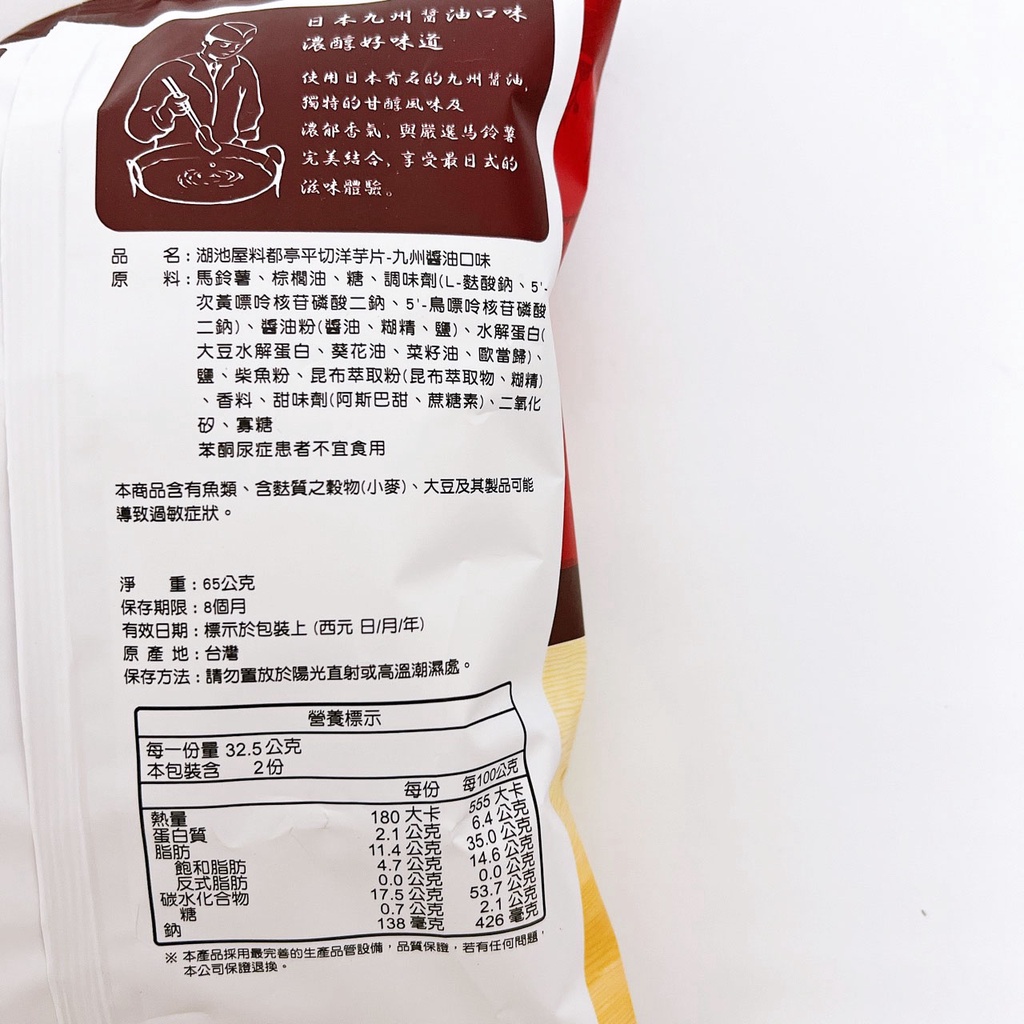 日本九州醬油口味
濃醇好味道
使用日本有名的九州醬油,
獨特的甘醇風味及
濃郁香氣、與嚴選馬鈴薯
完美結合、享受最日式的
滋味體驗。
品 名：湖池屋料都亭平切洋芋片-九州醬油口味
原 料：馬鈴薯、棕櫚油、糖、調味劑(L-麩酸鈉、5'-
次黃嘌呤核苷磷酸二鈉、5'-鳥嘌呤核苷磷酸
二鈉)、醬油粉(醬油、糊精、鹽)、水解蛋白(
大豆水解蛋白、葵花油、菜籽油、歐當歸)、
鹽、柴魚粉、昆布萃取粉(昆布萃取物、糊精)
、香料、甜味劑(阿斯巴甜、蔗糖素)、二氧化
矽、寡糖
苯酮尿症患者不宜食用
本商品含有魚類、含麩質之穀物(小麥)、大豆及其製品可能
導致過敏症狀。
淨 重：65公克
保存期限：8個月
有效日期：標示於包裝上 (西元 日/月/年)
原 產 地：台灣
保存方法：請勿置放於陽光直射或高溫潮濕處。
營養標示
每一份量 32.5公克
本包裝含 2份
每份 每100公克
熱量 180 大卡 555 大卡
蛋白質 2.1 公克 6.4 公克
脂肪 11.4 公克 35.0 公克
飽和脂肪 4.7 公克 14.6 公克
反式脂肪 0.0 公克 0.0 公克
碳水化合物 17.5 公克 53.7 公克
糖 0.7 公克 2.1 公克
鈉 138 毫克 426 毫克
※ 本產品採用最完善的生產品管設備，品質保證，若有任何問題，
本公司保證退換。